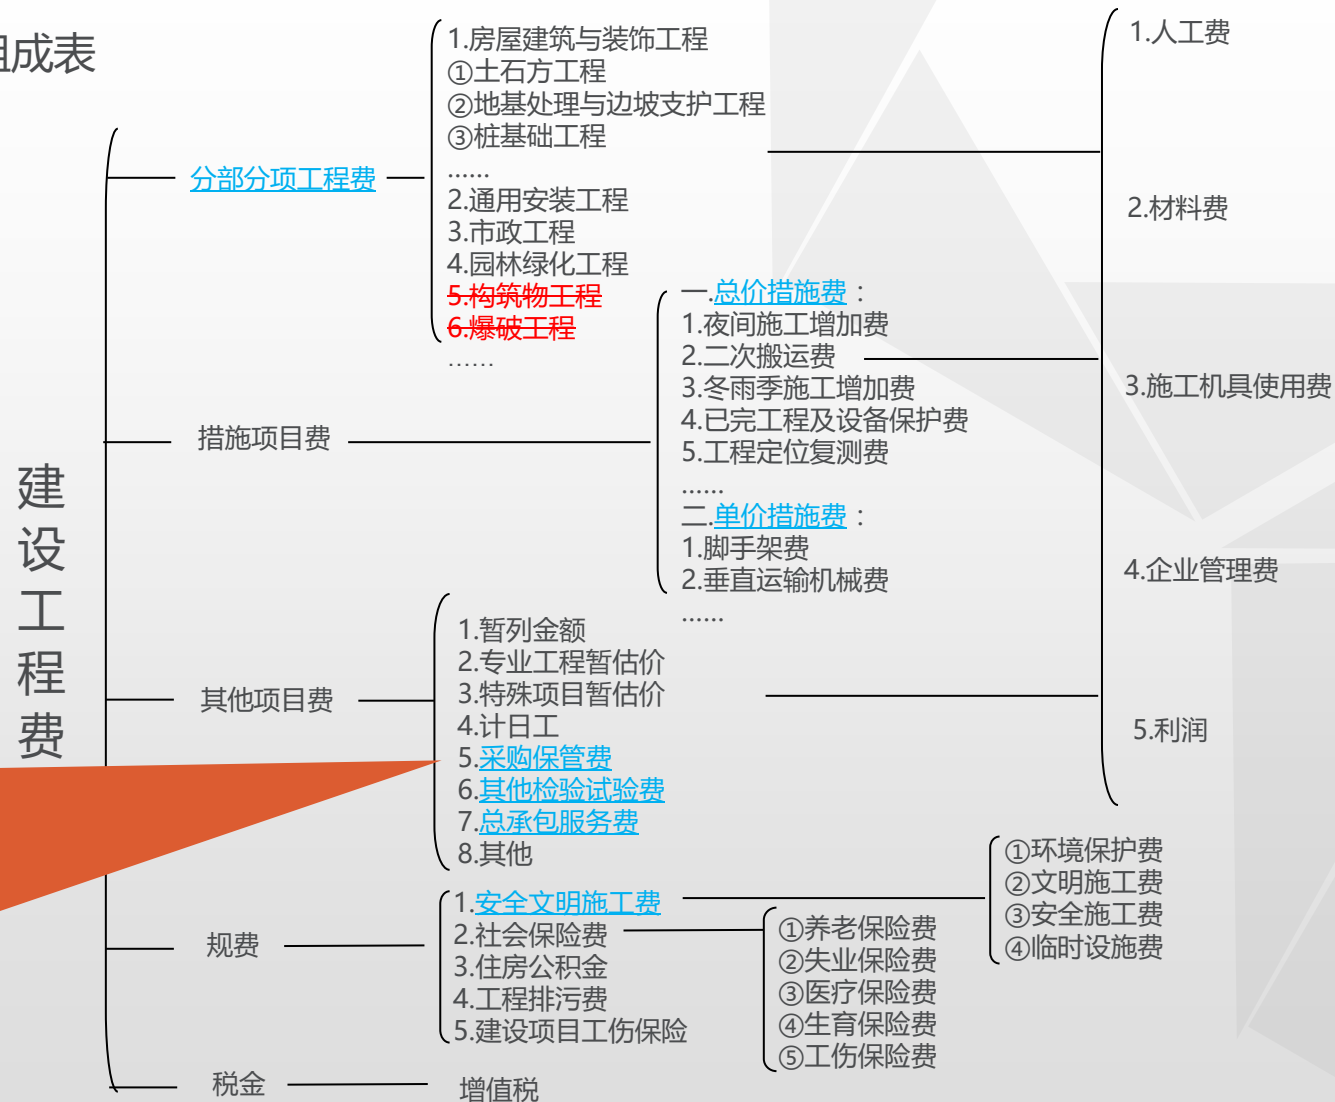 组成表
建设工程费
分部分项工程费
1.房屋建筑与装饰工程
①土石方工程
②地基处理与边坡支护工程
③桩基础工程
......
2.通用安装工程
3.市政工程
4.园林绿化工程
5.构筑物工程
6.爆破工程
......
措施项目费
一.总价措施费：
1.夜间施工增加费
2.二次搬运费
3.冬雨季施工增加费
4.已完工程及设备保护费
5.工程定位复测费
......
二.单价措施费：
1.脚手架费
2.垂直运输机械费
......
其他项目费
1.暂列金额
2.专业工程暂估价
3.特殊项目暂估价
4.计日工
5.采购保管费
6.其他检验试验费
7.总承包服务费
8.其他
1.人工费
2.材料费
3.施工机具使用费
4.企业管理费
5.利润
规费
1.安全文明施工费
2.社会保险费
3.住房公积金
4.工程排污费
5.建设项目工伤保险
①环境保护费
②文明施工费
③安全施工费
④临时设施费
①养老保险费
②失业保险费
③医疗保险费
④生育保险费
⑤工伤保险费
税金
增值税